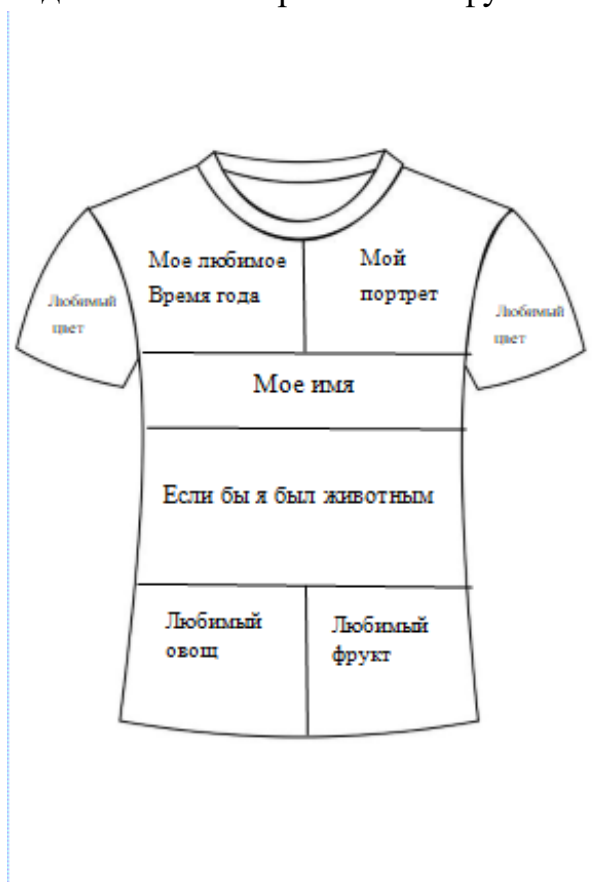 Мое любимое
Время года
Мой
портрет
Любимый
цвет
Любимый
цвет
Мое имя
Если бы я был животным
Любимый
овощ
Любимый
фрукт